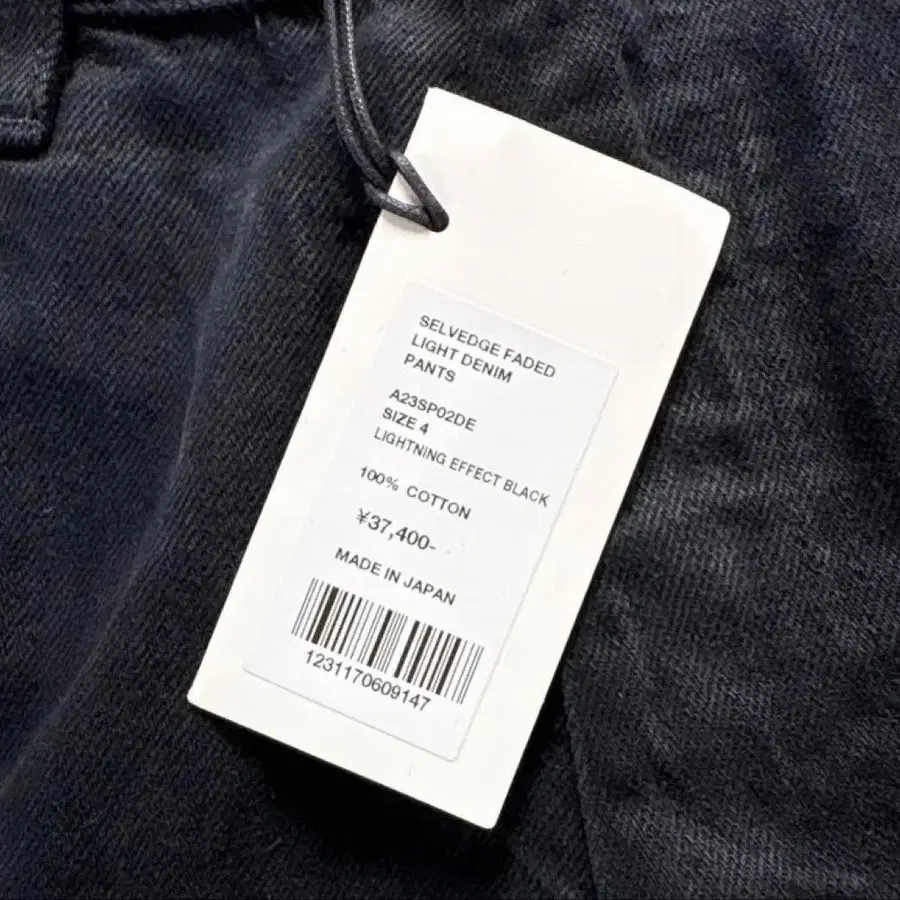 SELVEDGE FADED
LIGHT DENIM
PANTS
A23SP02DE
SIZE 4
LIGHTNING EFFECT BLACK
100% COTTON
¥37,400-
MADE IN JAPAN
1231170609147